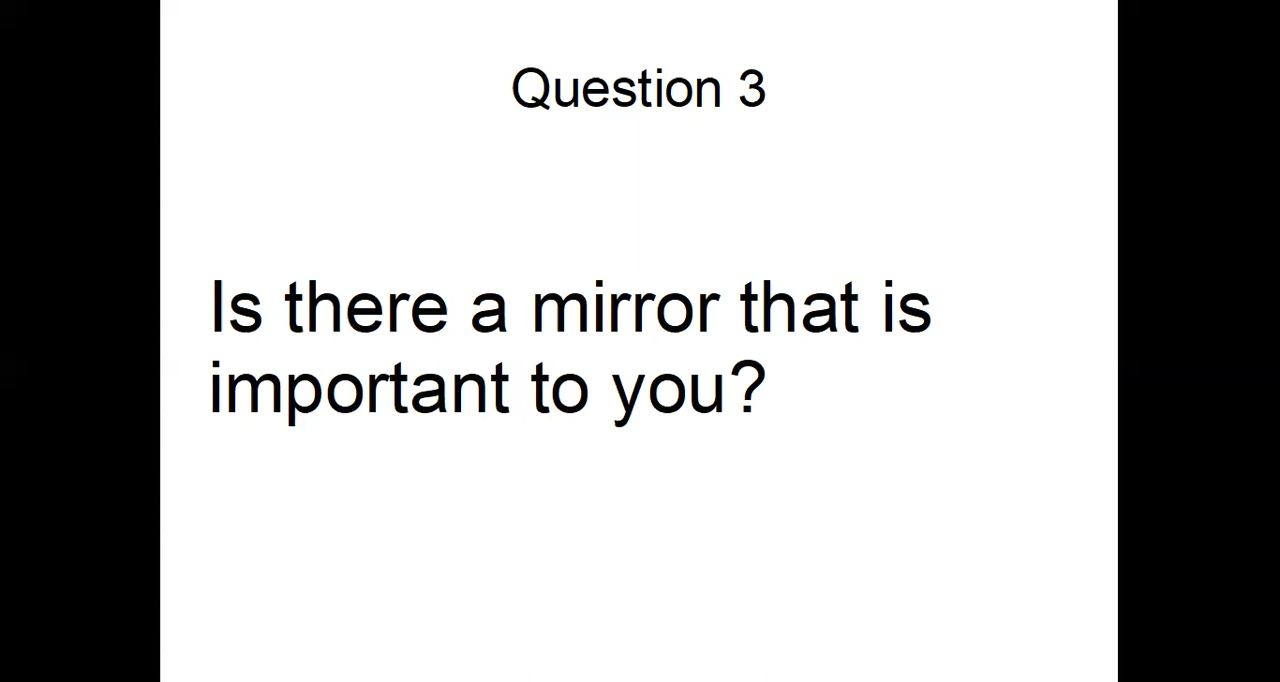 Question 3
Is there a mirror that is
important to you?